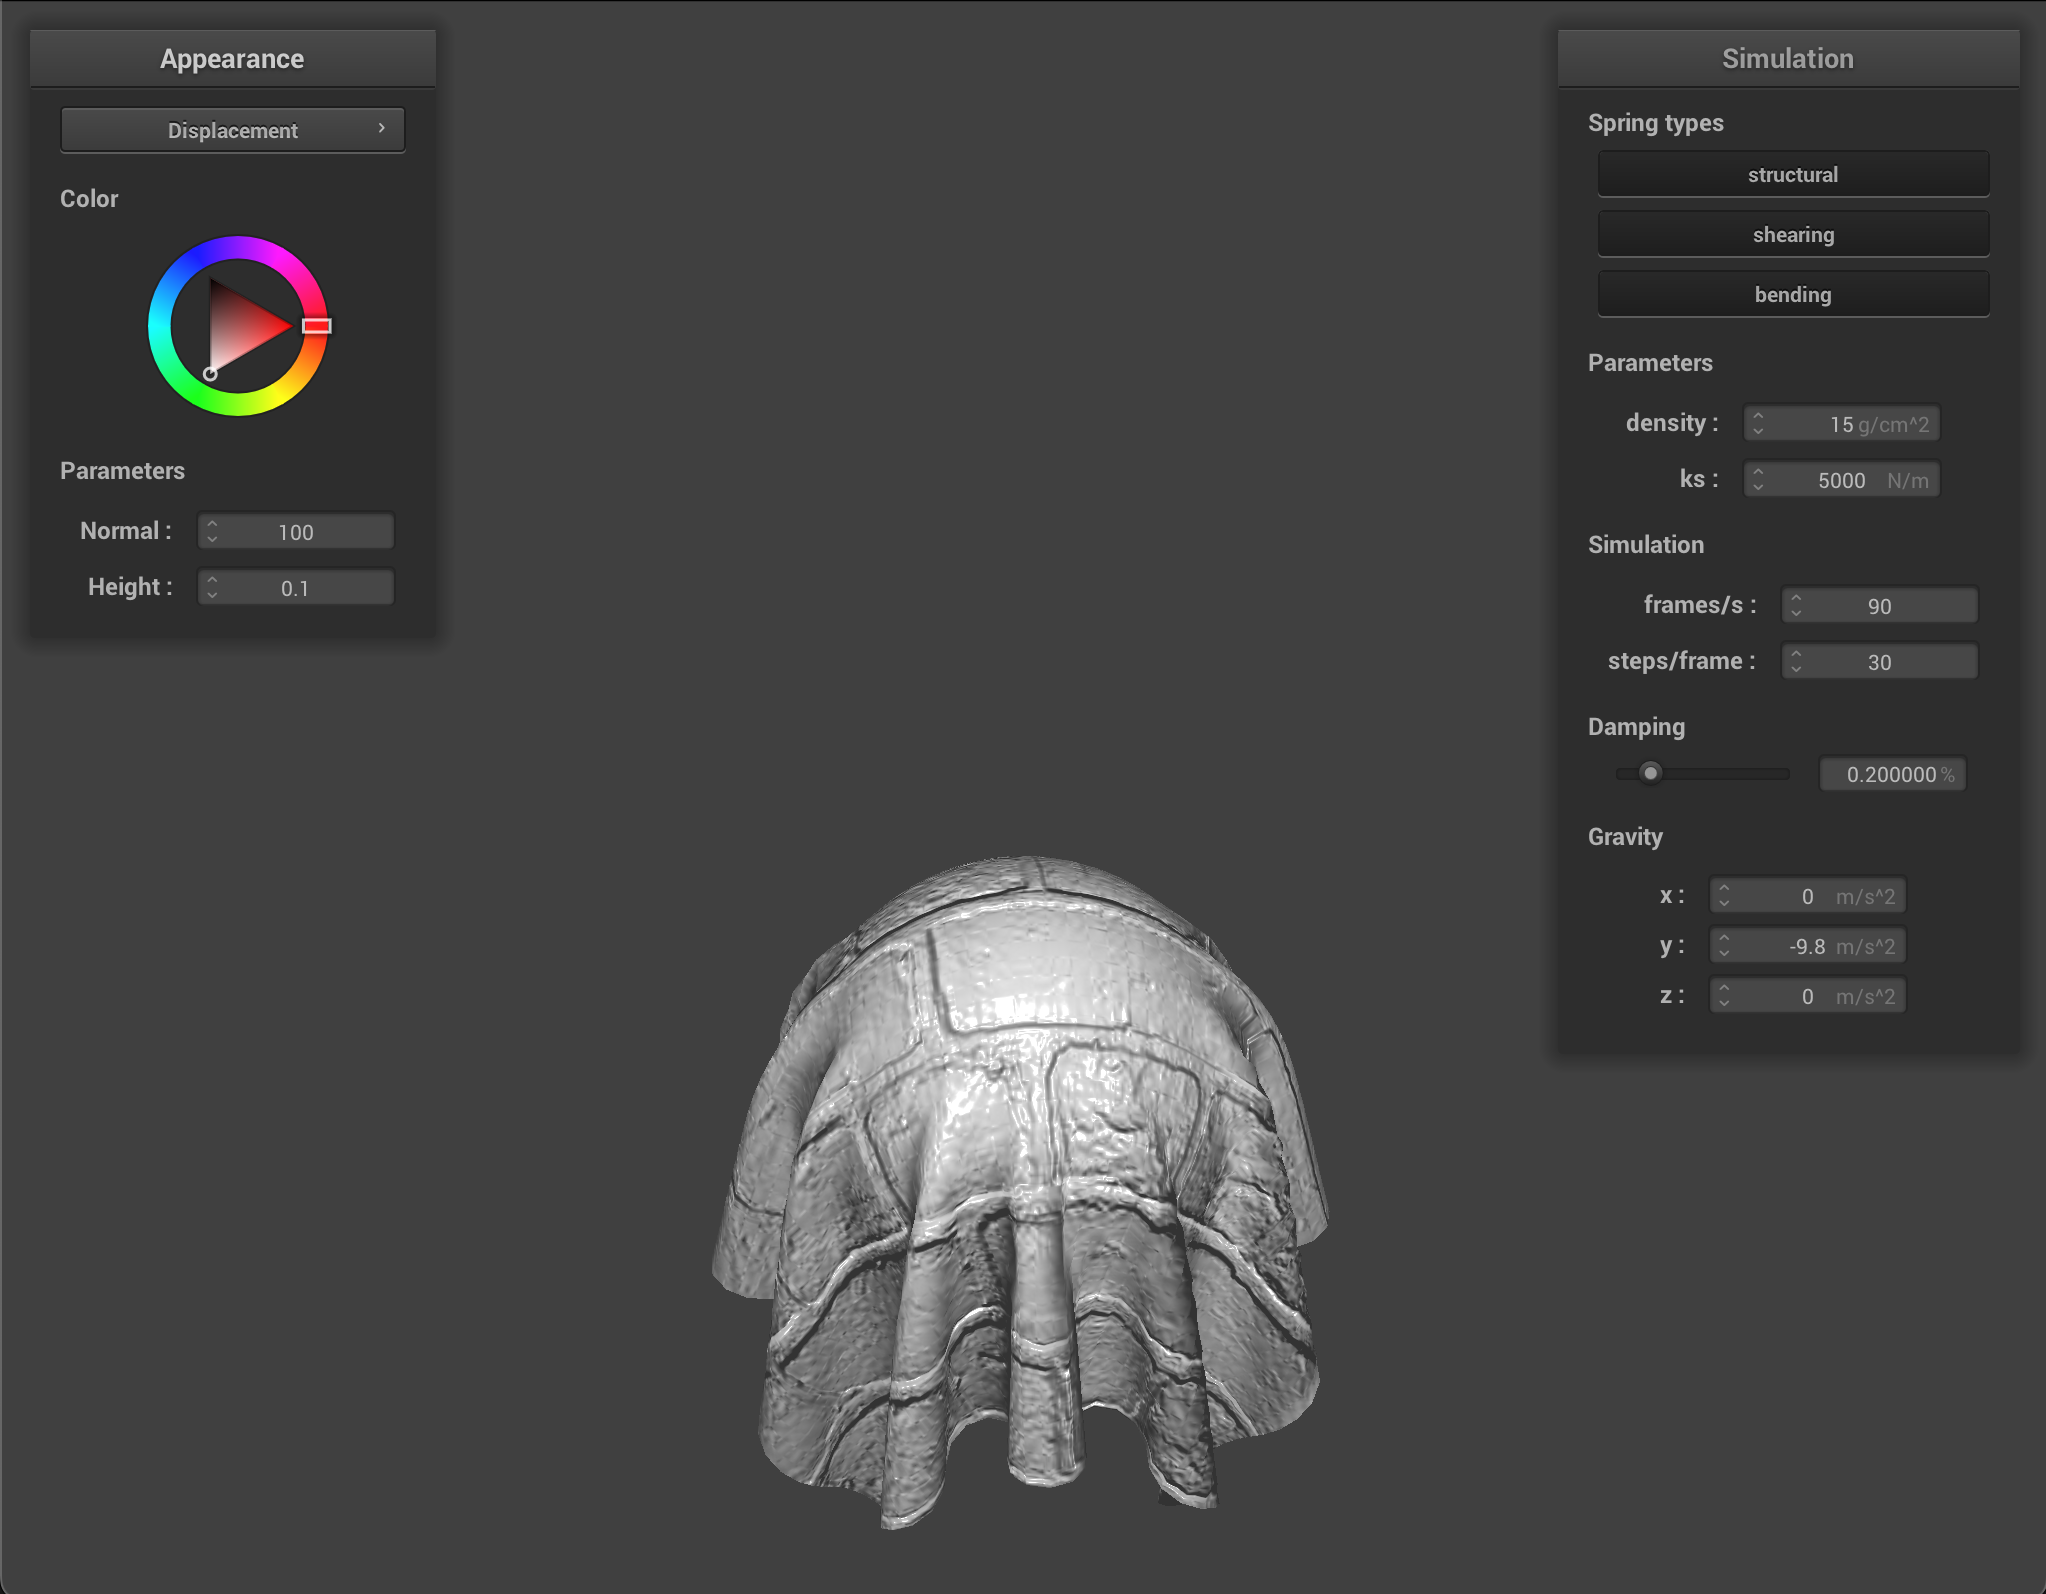 Appearance
Displacement
Color
Parameters
Normal : 100
Height : 0.1
Simulation
Spring types
structural
shearing
bending
Parameters
density : 15 g/cm^2
ks : 5000 N/m
Simulation
frames/s : 90
steps/frame : 30
Damping
0.200000 %
Gravity
x : 0 m/s^2
y : -9.8 m/s^2
z : 0 m/s^2